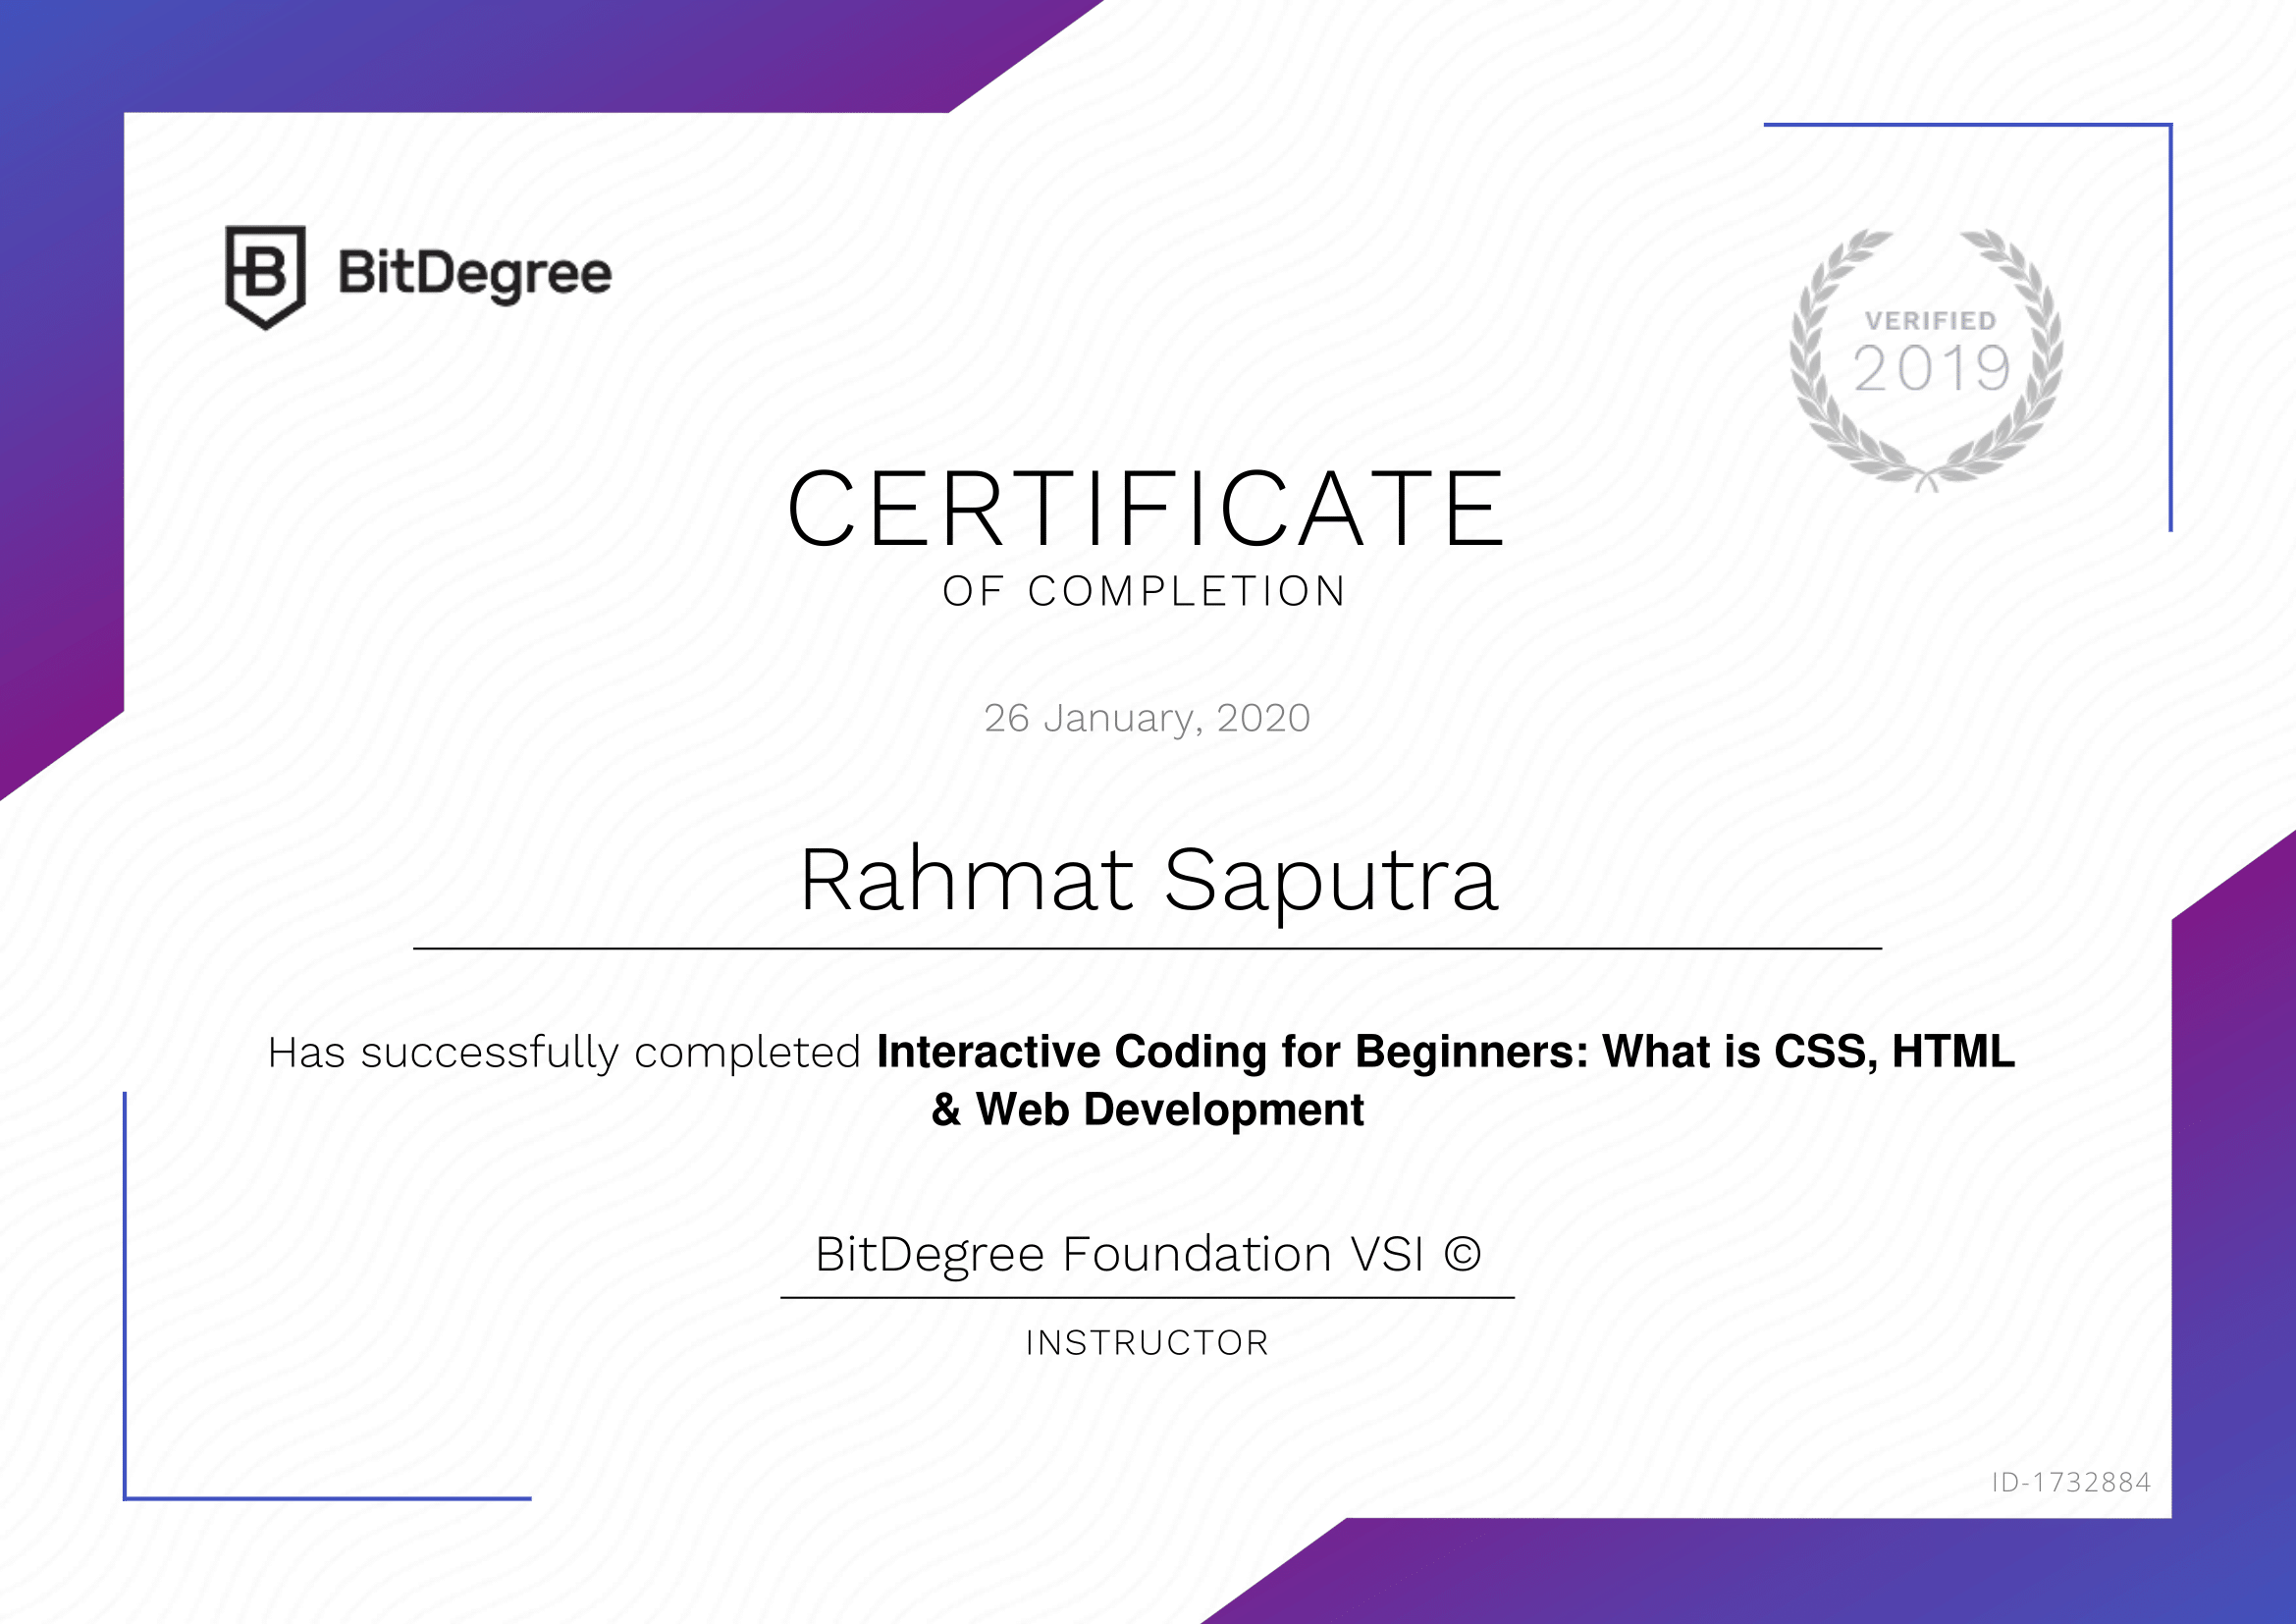 BitDegree
VERIFIED
2019
CERTIFICATE
OF COMPLETION
26 January, 2020
Rahmat Saputra
Has successfully completed Interactive Coding for Beginners: What is CSS, HTML
& Web Development
BitDegree Foundation VSI ©
INSTRUCTOR
ID-1732884